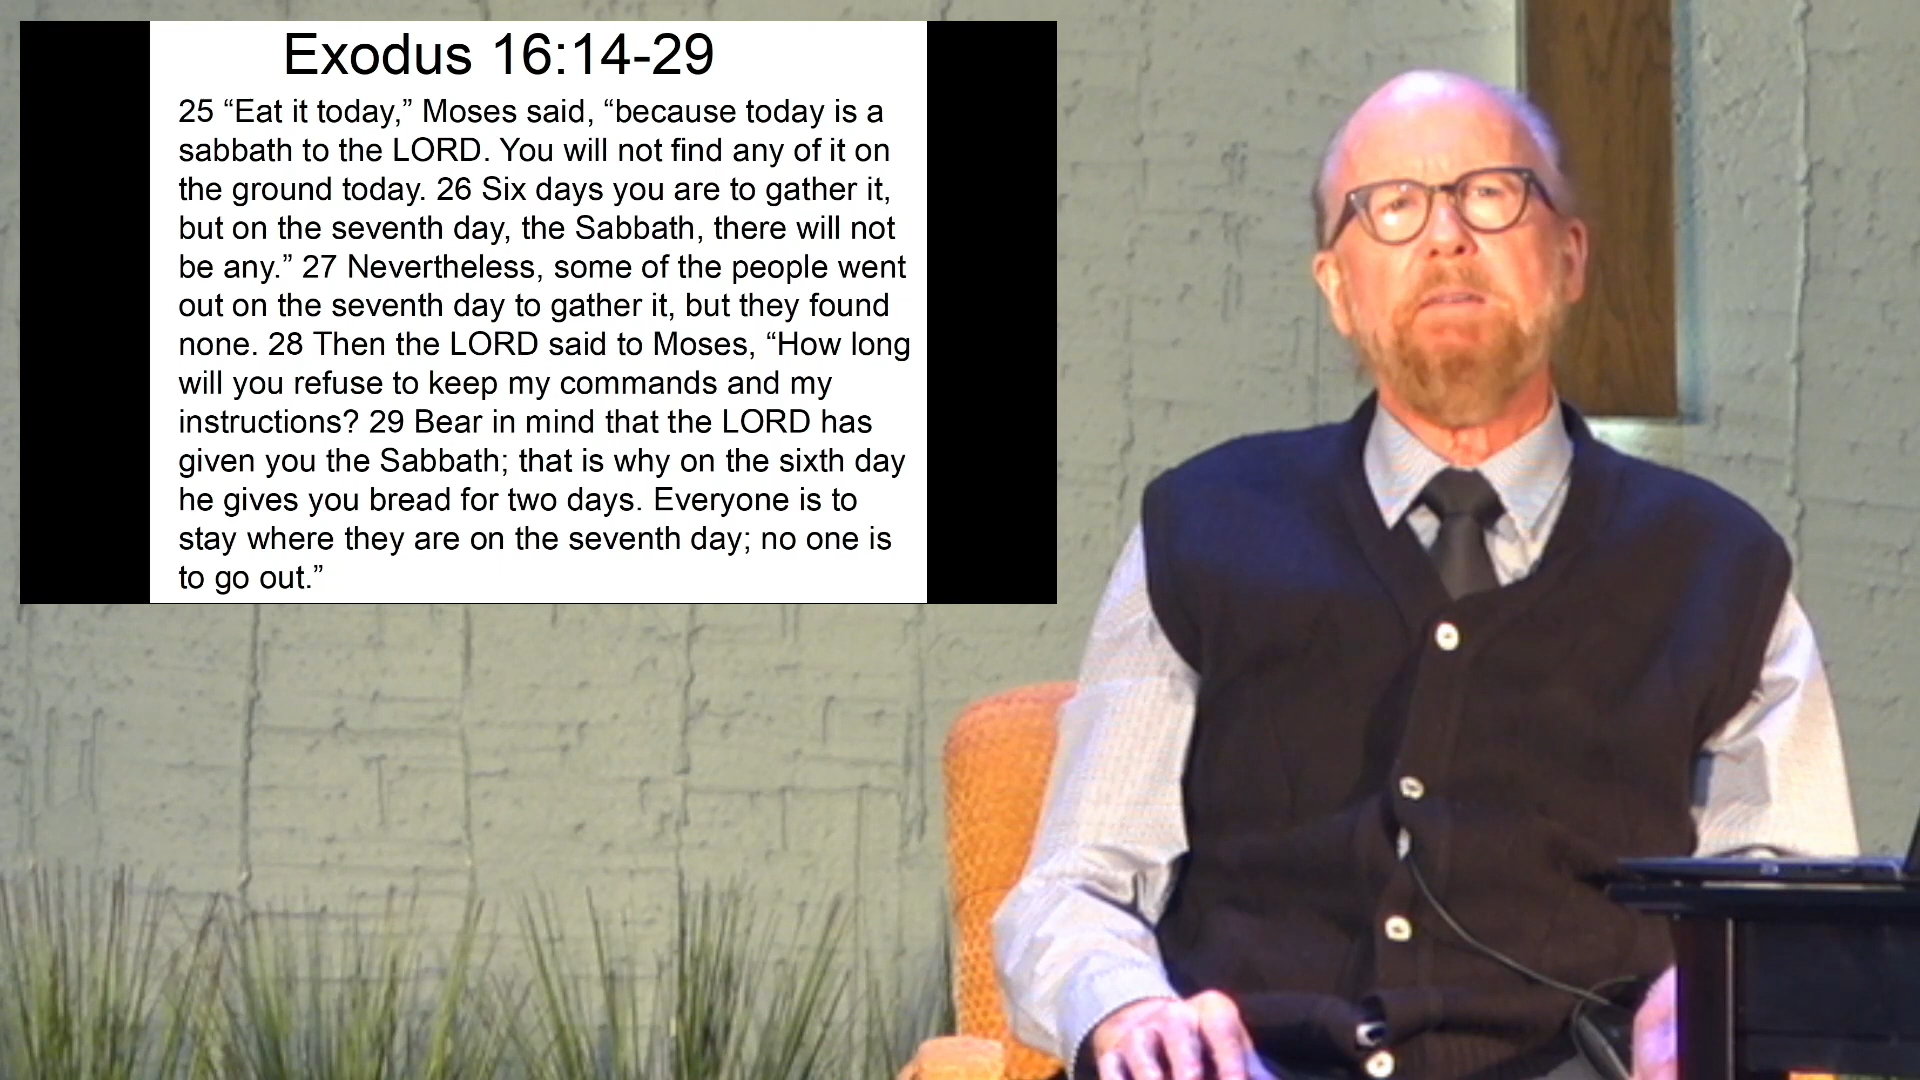 Exodus 16:14-29
25 “Eat it today,” Moses said, “because today is a
sabbath to the LORD. You will not find any of it on
the ground today. 26 Six days you are to gather it,
but on the seventh day, the Sabbath, there will not
be any.” 27 Nevertheless, some of the people went
out on the seventh day to gather it, but they found
none. 28 Then the LORD said to Moses, “How long
will you refuse to keep my commands and my
instructions? 29 Bear in mind that the LORD has
given you the Sabbath; that is why on the sixth day
he gives you bread for two days. Everyone is to
stay where they are on the seventh day; no one is
to go out.”